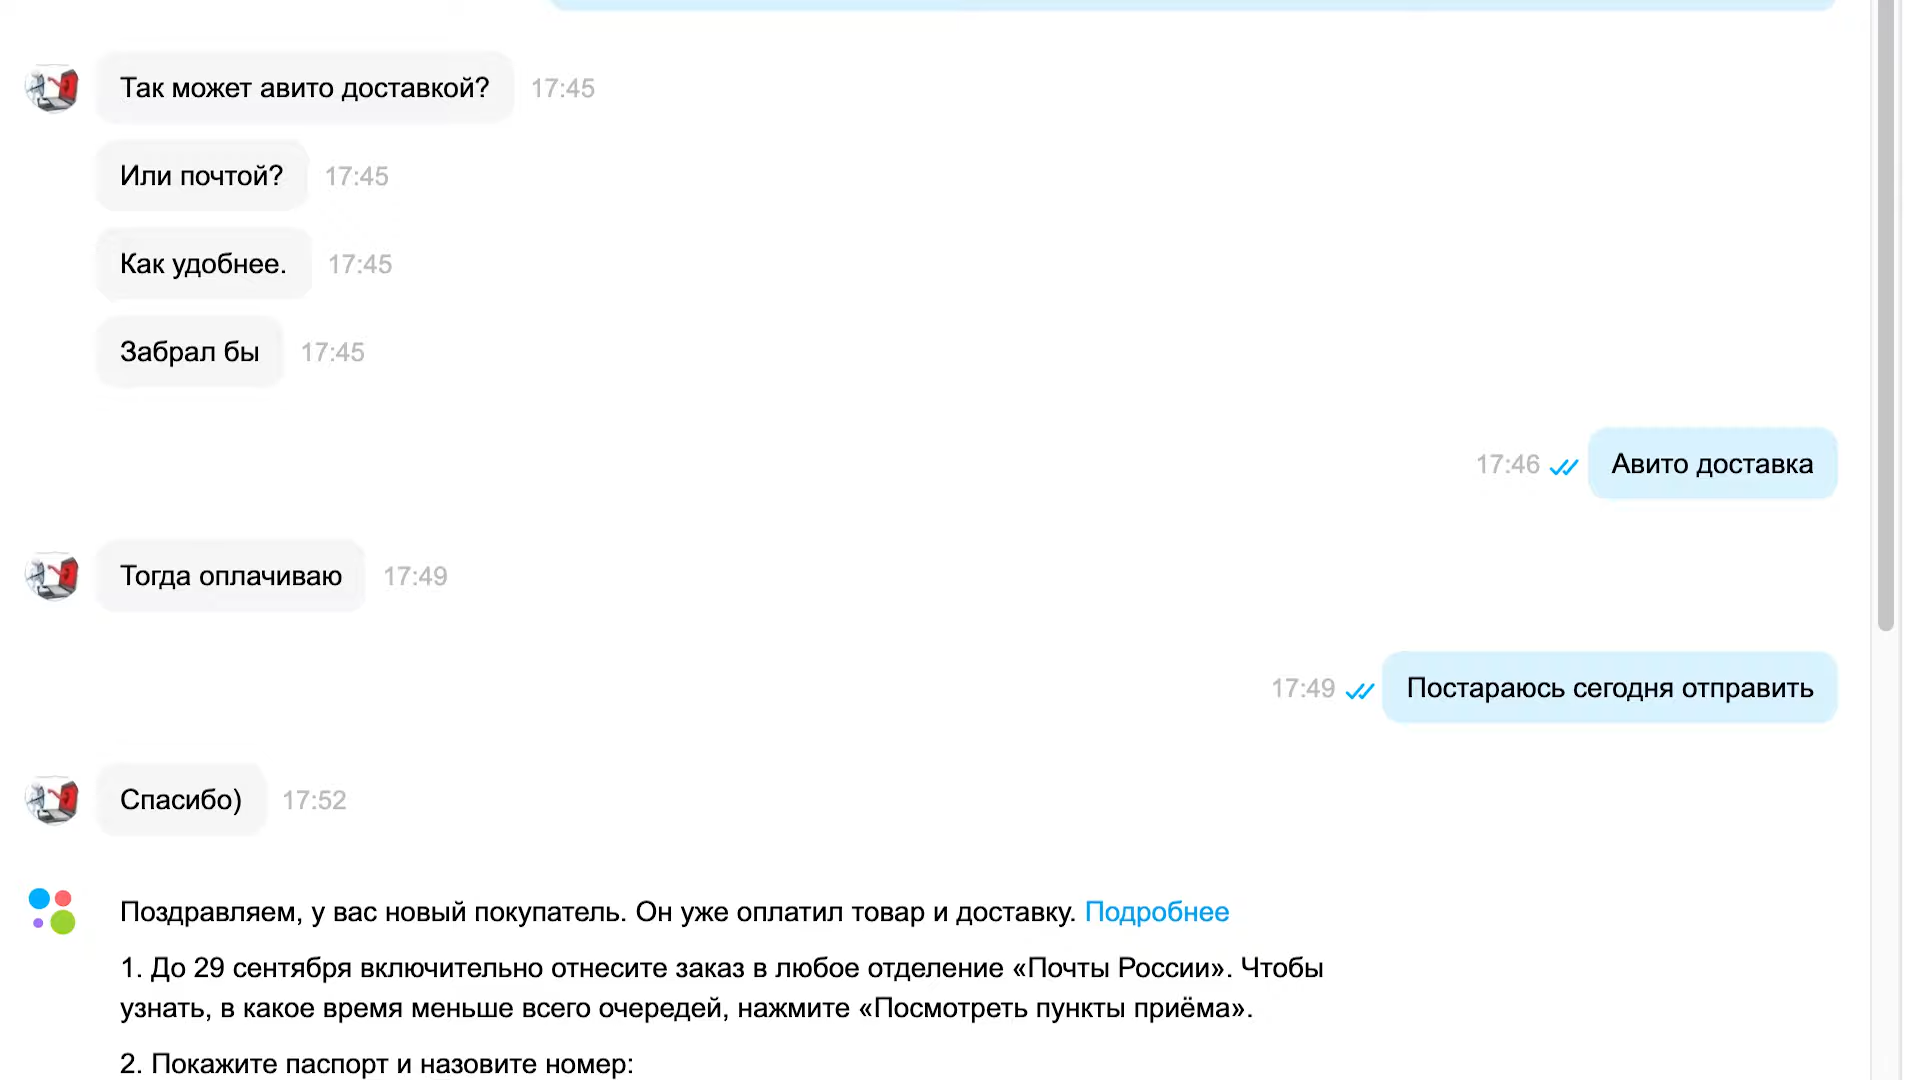 Так может авито доставкой? 17:45
Или почтой? 17:45
Как удобнее. 17:45
Забрал бы 17:45
17:46 Авито доставка
Тогда оплачиваю 17:49
17:49 Постараюсь сегодня отправить
Спасибо) 17:52
Поздравляем, у вас новый покупатель. Он уже оплатил товар и доставку. Подробнее
1. До 29 сентября включительно отнесите заказ в любое отделение «Почты России». Чтобы
узнать, в какое время меньше всего очередей, нажмите «Посмотреть пункты приёма».
2. Покажите паспорт и назовите номер: